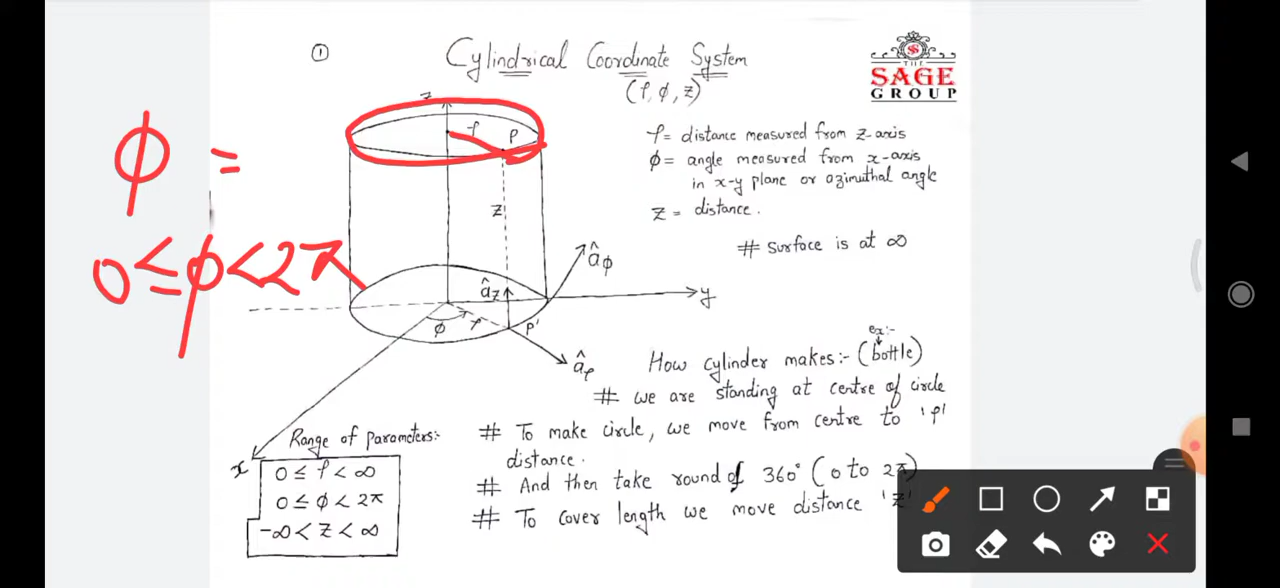 ①
Cylindrical Coordinate System
(ρ, ϕ, z)
THE
SAGE
GROUP
ϕ =
0 ≤ ϕ < 2π
z
ρ
P
z
ρ = distance measured from z-axis
ϕ = angle measured from x-axis
in x-y plane or azimuthal angle
z = distance.
# surface is at ∞
âϕ
âz
y
ϕ
ρ
P'
âρ
x
How cylinder makes:- (bottle)
ex:-
# we are standing at centre of circle
# To make circle, we move from centre to 'ρ'
distance.
# And then take round of 360° (0 to 2π)
# To cover length we move distance 'z'
Range of parameters:-
0 ≤ ρ < ∞
0 ≤ ϕ < 2π
-∞ < z < ∞